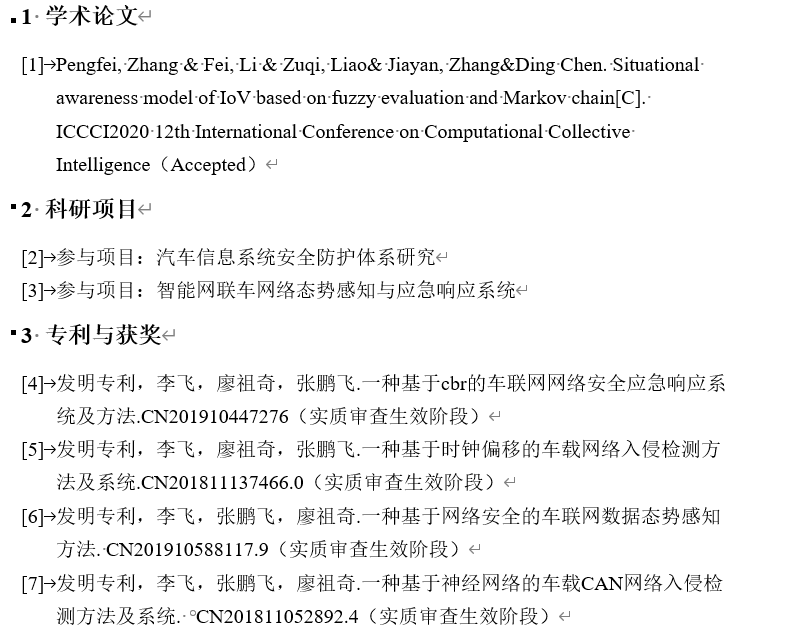 1 学术论文
[1] Pengfei, Zhang & Fei, Li & Zuqi, Liao& Jiayan, Zhang&Ding Chen. Situational
awareness model of IoV based on fuzzy evaluation and Markov chain[C].
ICCCI2020 12th International Conference on Computational Collective
Intelligence（Accepted）
2 科研项目
[2] 参与项目：汽车信息系统安全防护体系研究
[3] 参与项目：智能网联车网络态势感知与应急响应系统
3 专利与获奖
[4] 发明专利，李飞，廖祖奇，张鹏飞.一种基于cbr的车联网网络安全应急响应系
统及方法.CN201910447276（实质审查生效阶段）
[5] 发明专利，李飞，廖祖奇，张鹏飞.一种基于时钟偏移的车载网络入侵检测方
法及系统.CN201811137466.0（实质审查生效阶段）
[6] 发明专利，李飞，张鹏飞，廖祖奇.一种基于网络安全的车联网数据态势感知
方法. CN201910588117.9（实质审查生效阶段）
[7] 发明专利，李飞，张鹏飞，廖祖奇.一种基于神经网络的车载CAN网络入侵检
测方法及系统. CN201811052892.4（实质审查生效阶段）